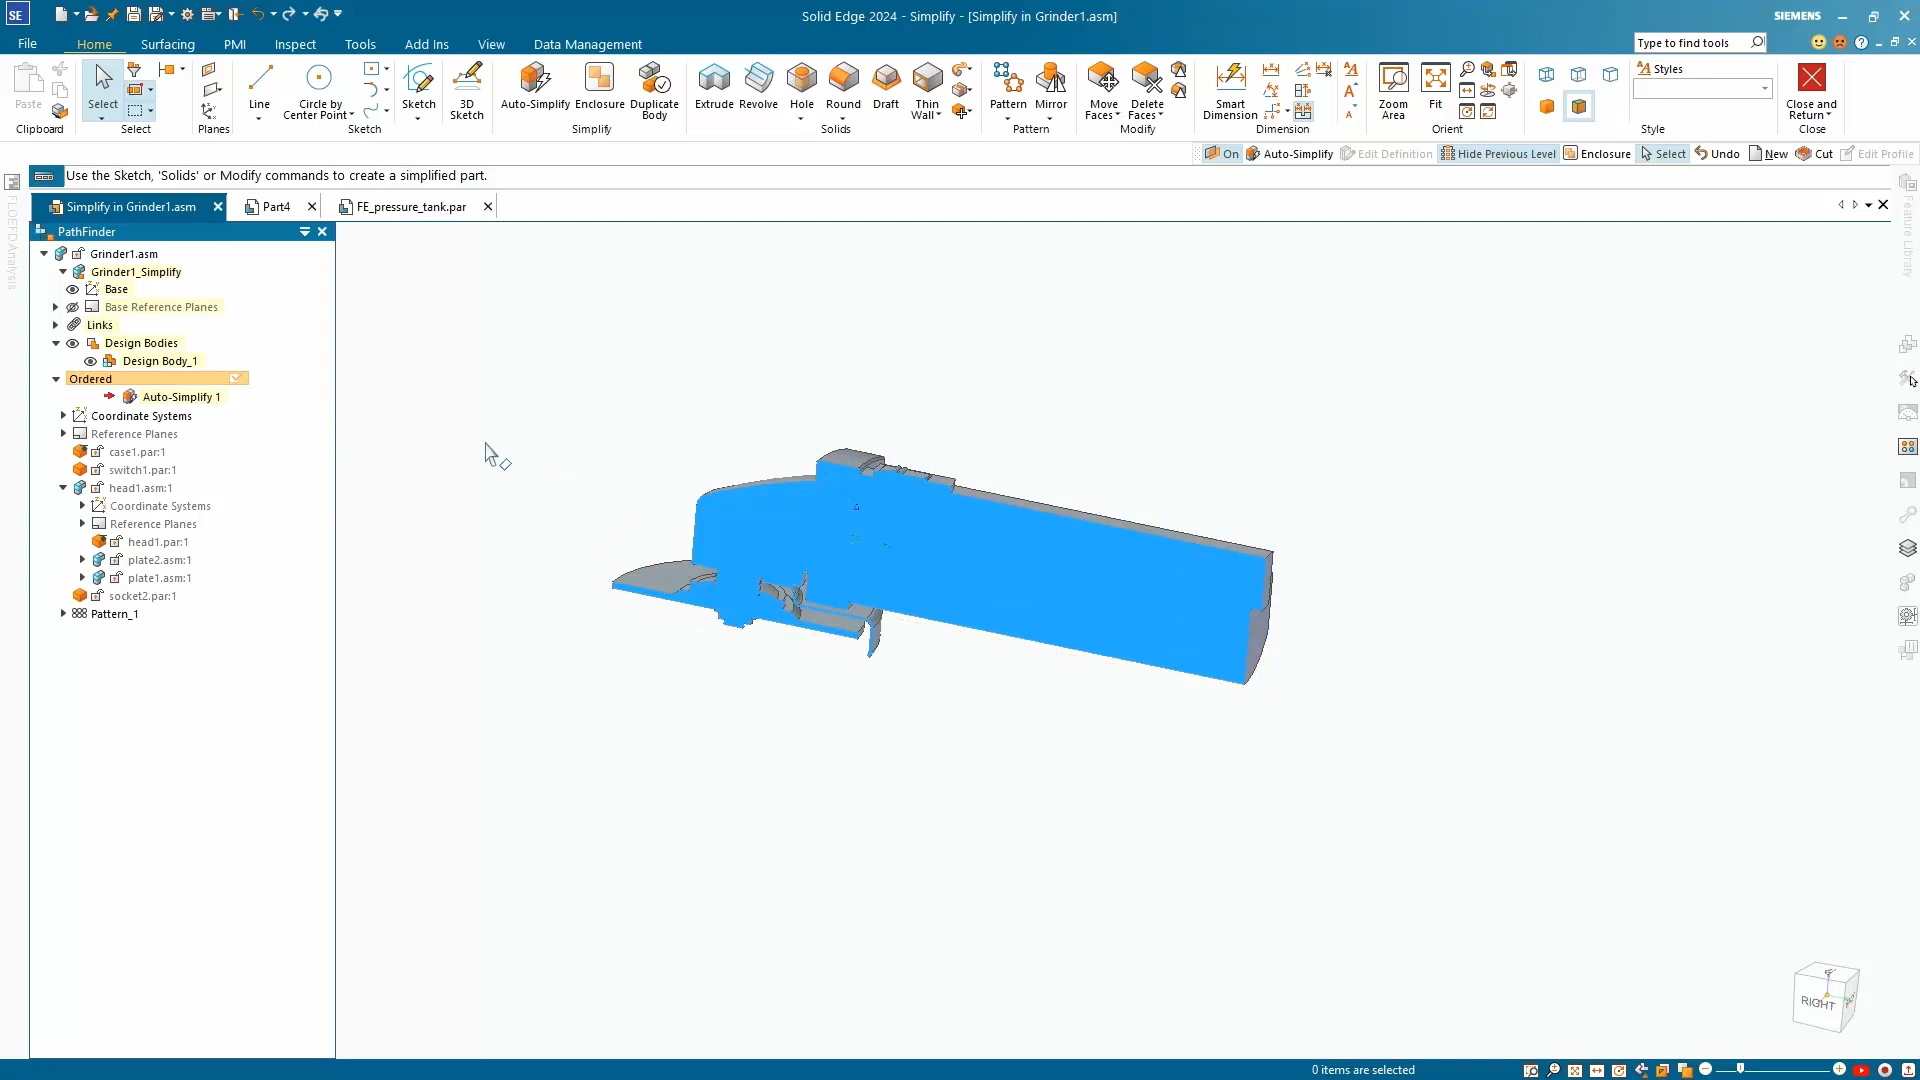 SE
Solid Edge 2024 - Simplify - [Simplify in Grinder1.asm]
SIEMENS
File Home Surfacing PMI Inspect Tools Add Ins View Data Management
Type to find tools
Paste
Clipboard
Select
Select
Planes
Line
Circle by Center Point
Sketch
Sketch
3D Sketch
Auto-Simplify
Enclosure
Duplicate Body
Simplify
Extrude
Revolve
Hole
Round
Draft
Thin Wall
Solids
Pattern
Mirror
Pattern
Move Faces
Delete Faces
Modify
Smart Dimension
Dimension
Zoom Area
Fit
Orient
Styles
Style
Close and Return
Close
On Auto-Simplify Edit Definition Hide Previous Level Enclosure Select Undo New Cut Edit Profile
Use the Sketch, 'Solids' or Modify commands to create a simplified part.
Simplify in Grinder1.asm Part4 FE_pressure_tank.par
FLOEFD Analysis
Feature Library
PathFinder
Grinder1.asm
Grinder1_Simplify
Base
Base Reference Planes
Links
Design Bodies
Design Body_1
Ordered
Auto-Simplify 1
Coordinate Systems
Reference Planes
case1.par:1
switch1.par:1
head1.asm:1
Coordinate Systems
Reference Planes
head1.par:1
plate2.asm:1
plate1.asm:1
socket2.par:1
Pattern_1
RIGHT
0 items are selected